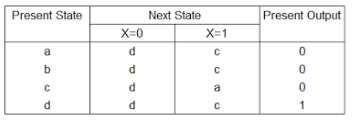 Present State Next State Present Output
X=0 X=1
a d c 0
b d c 0
c d a 0
d d c 1